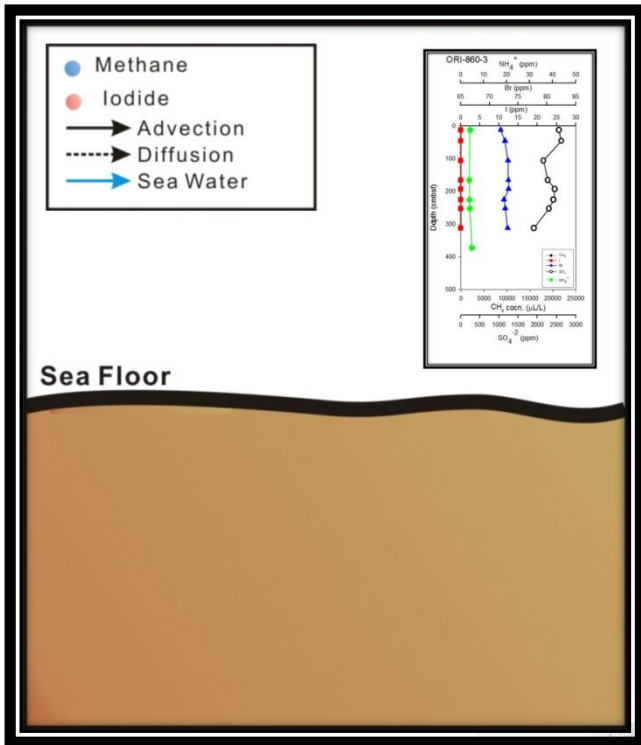 Methane
Iodide
Advection
Diffusion
Sea Water
ORI-860-3
NH4+ (ppm)
0 10 20 30 40 50
Br (ppm)
65 70 75 80 85
I (ppm)
0 5 10 15 20 25 30
0
100
200
300
400
500
Ddpth (cmbsf)
0 5000 10000 15000 20000 25000
CH4 cocn. (μL/L)
0 500 1000 1500 2000 2500 3000
SO4-2 (ppm)
Sea Floor